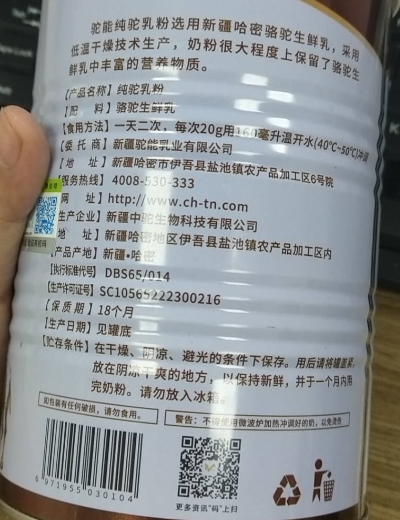 驼能纯驼乳粉选用新疆哈密骆驼生鲜乳，采用
低温干燥技术生产，奶粉很大程度上保留了骆驼生
鲜乳中丰富的营养物质。
【产品名称】纯驼乳粉
【配 料】骆驼生鲜乳
【食用方法】一天二次，每次20g用160毫升温开水(40℃~50℃)冲调
【委 托 商】新疆驼能乳业有限公司
【地 址】新疆哈密市伊吾县盐池镇农产品加工区6号院
服务热线】4008-530-333
网 址】http://www.ch-tn.com
生产企业】新疆中驼生物科技有限公司
地 址】新疆哈密地区伊吾县盐池镇农产品加工区内
产品产地】新疆·哈密
【执行标准代号】DBS65/014
【生产许可证号】SC10565222300216
【保 质 期】18个月
【生产日期】见罐底
【贮存条件】在干燥、阴凉、避光的条件下保存。用后请将罐盖紧，
放在阴凉干爽的地方，以保持新鲜，并于一个月内用
完奶粉。请勿放入冰箱。
如包装有任何破损，请勿食用。
警告：不得使用微波炉加热冲调好的奶，以免烫伤
6 971955 030104
更多资讯"码"上扫